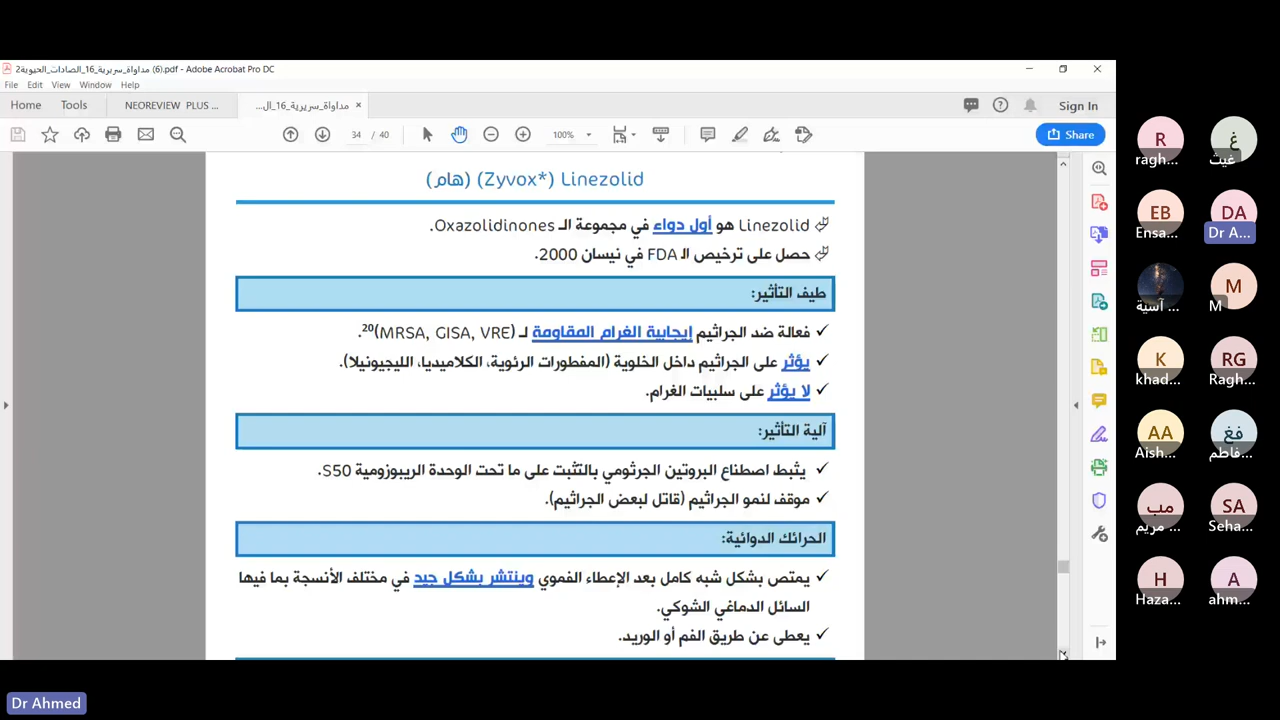 مداواة_سريرية_16_الصادات_الحيوية2 (6).pdf - Adobe Acrobat Pro DC
File Edit View Window Help
Home Tools NEOREVIEW PLUS ... مداواة_سريرية_16_ال... × Sign In
34 / 40 100% Share
Linezolid (Zyvox*) (هام)
Linezolid هو أول دواء في مجموعة الـ Oxazolidinones.
حصل على ترخيص الـ FDA في نيسان 2000.
طيف التأثير:
✓ فعالة ضد الجراثيم إيجابية الغرام المقاومة لـ (MRSA, GISA, VRE)20.
✓ يؤثر على الجراثيم داخل الخلوية (المفطورات الرئوية، الكلاميديا، الليجيونيلا).
✓ لا يؤثر على سلبيات الغرام.
آلية التأثير:
✓ يثبط اصطناع البروتين الجرثومي بالتثبت على ما تحت الوحدة الريبوزومية S50
✓ موقف لنمو الجراثيم (قاتل لبعض الجراثيم).
الحرائك الدوائية:
✓ يمتص بشكل شبه كامل بعد الإعطاء الفموي وينتشر بشكل جيد في مختلف الأنسجة بما فيها
السائل الدماغي الشوكي.
✓ يعطى عن طريق الفم أو الوريد.
R غ
ragh... غيث
EB DA
Ensa... Dr A...
M
آسية ... M
K RG
khad... Ragh...
AA فغ
Aish... فاطم...
مب SA
مريم ... Seha...
H A
Haza... ahm...
Dr Ahmed